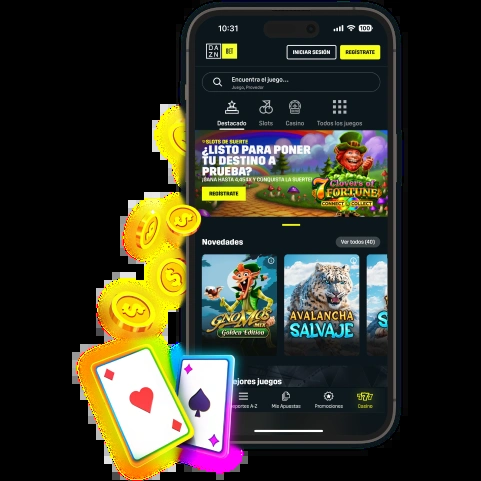 10:31
100
DA
ZN
BET
INICIAR SESIÓN
REGÍSTRATE
Encuentra el juego...
Juego, Proveedor
Destacado
Slots
Casino
Todos los juegos
SLOTS DE SUERTE
¿LISTO PARA PONER
TU DESTINO A
PRUEBA?
¡GANA HASTA 4,454X Y CONQUISTA LA SUERTE!
REGÍSTRATE
7 Clovers of
FORTUNE
CONNECT & COLLECT
Novedades
Ver todos (40)
GNOMOS
MIX
Golden Edition
AVALANCHA
SALVAJE
S
ejores juegos
eportes A-Z
Mis Apuestas
Promociones
Casino